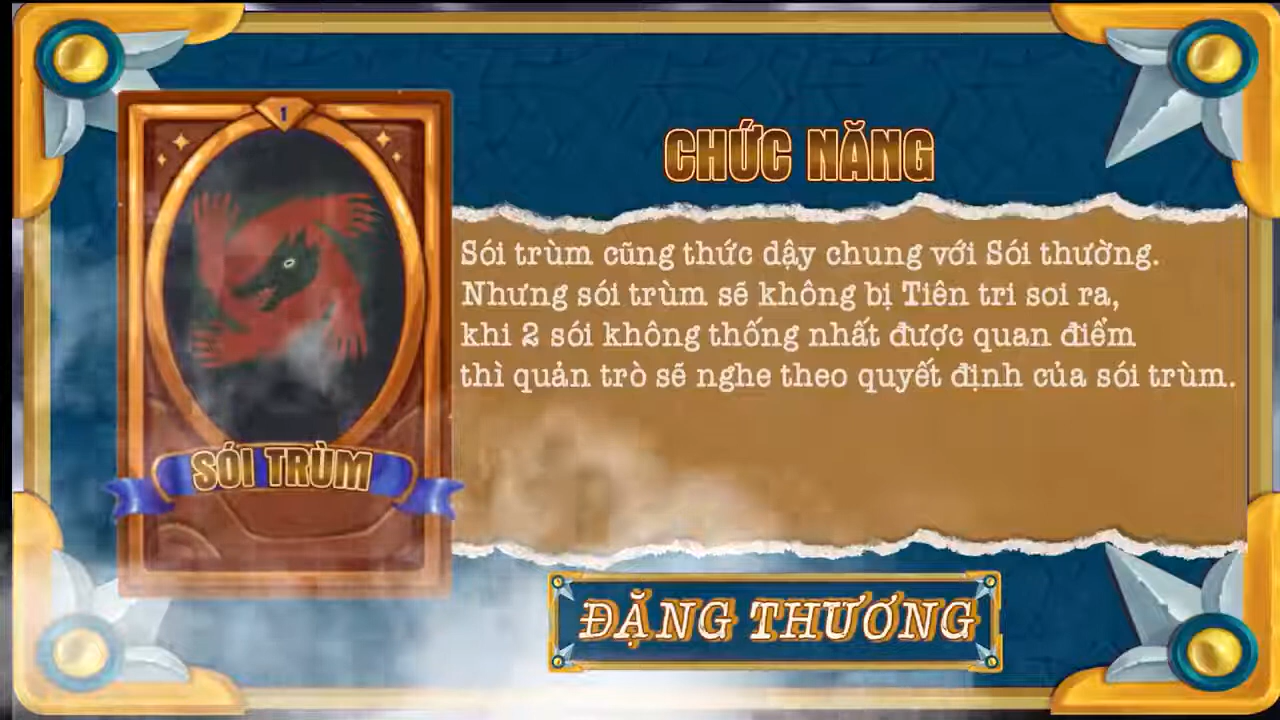 1
SÓI TRÙM
CHỨC NĂNG
Sói trùm cũng thức dậy chung với Sói thường.
Nhưng sói trùm sẽ không bị Tiên tri soi ra,
khi 2 sói không thống nhất được quan điểm
thì quản trò sẽ nghe theo quyết định của sói trùm.
ĐẶNG THƯƠNG